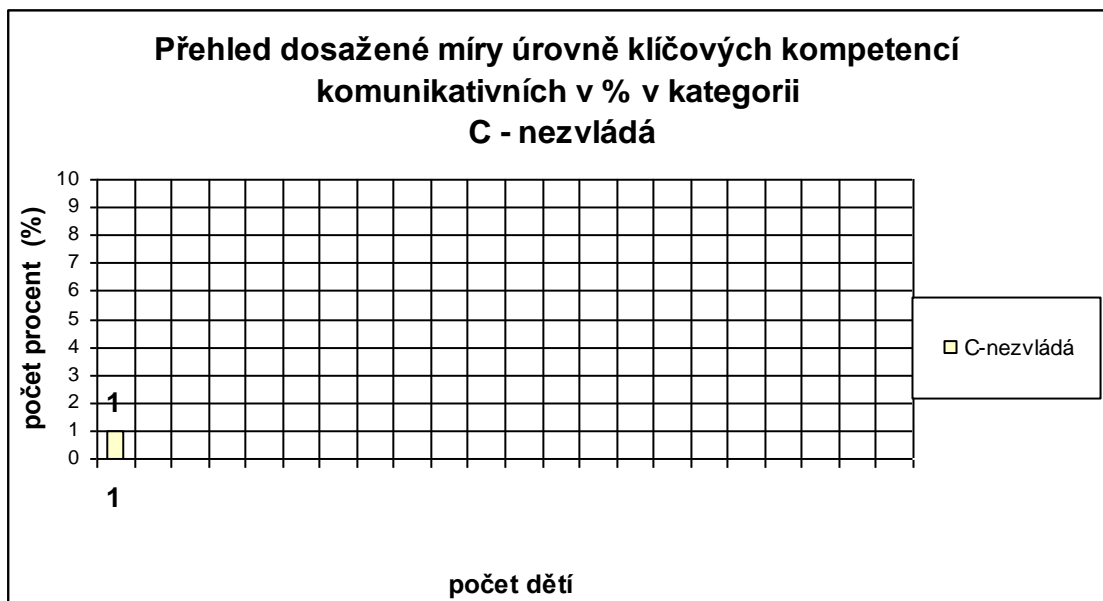 Přehled dosažené míry úrovně klíčových kompetencí
komunikativních v % v kategorii
C - nezvládá
počet procent (%)
10
9
8
7
6
5
4
3
2
1
0
1
1
počet dětí
C-nezvládá